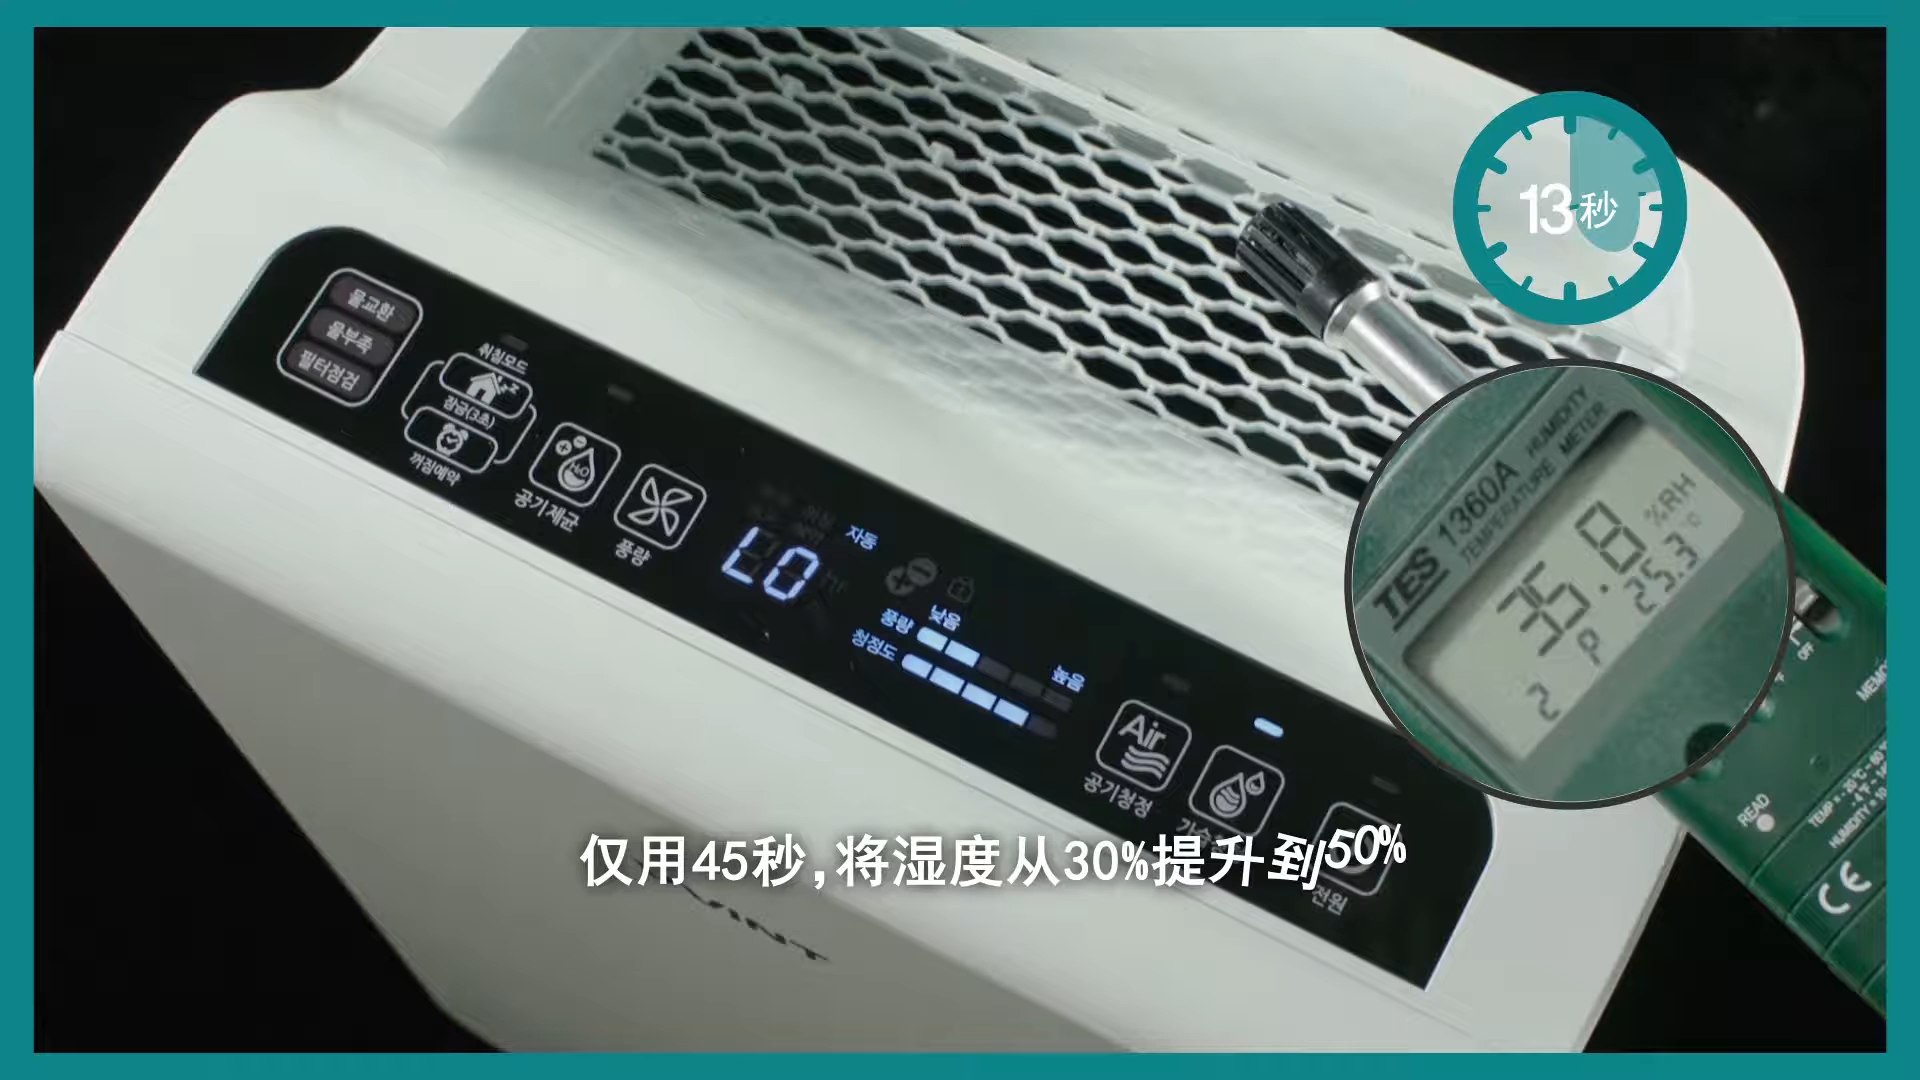 물교환
물부족
필터점검
취침모드
잠금(3초)
꺼짐예약
H₂O
공기제균
풍량
LO
자동
낮음
풍량
청정도
높음
Air
공기청정
전원
13秒
TES 1360A HUMIDITY
TEMPERATURE METER
35.8 %RH
25.3 °C
2 P
OFF
READ
CE
仅用45秒,将湿度从30%提升到50%